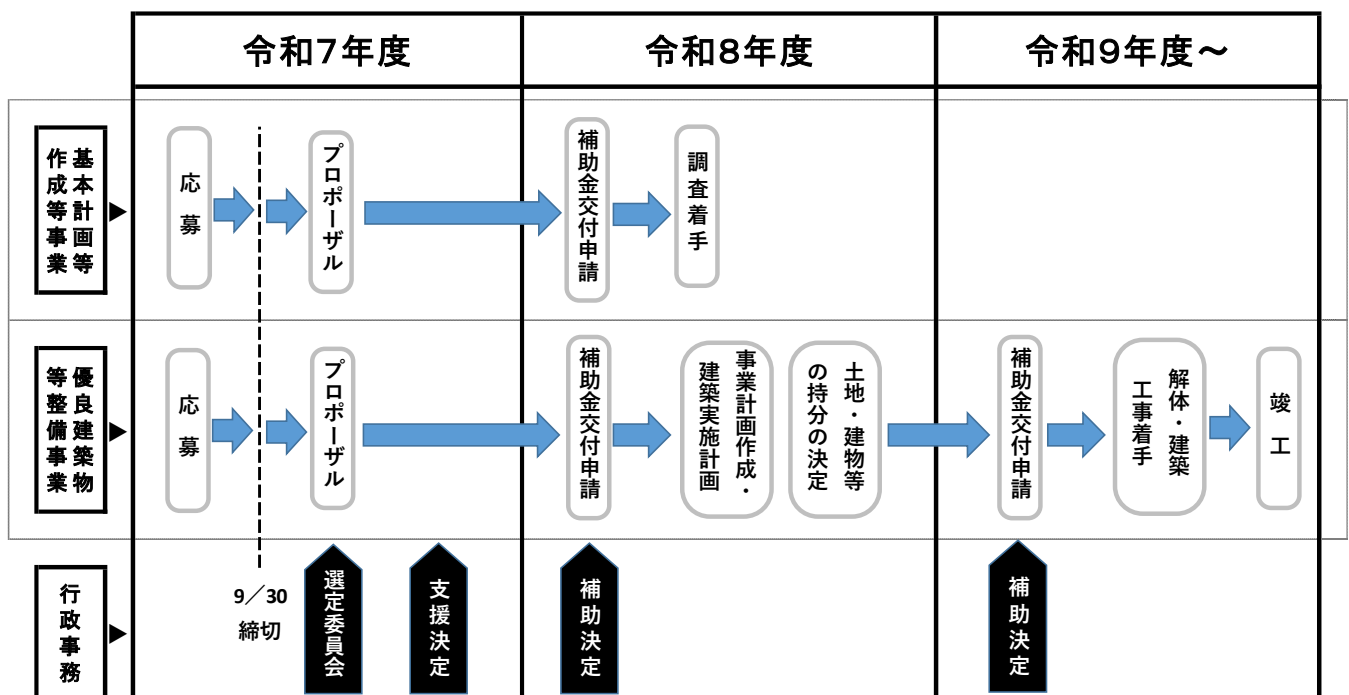 令和7年度
令和8年度
令和9年度～
基本計画等
作成等事業
応募
プロポーザル
補助金交付申請
調査着手
優良建築物
等整備事業
応募
プロポーザル
補助金交付申請
事業計画作成・
建築実施計画
土地・建物等
の持分の決定
補助金交付申請
解体・建築
工事着手
竣工
行政事務
9／30
締切
選定委員会
支援決定
補助決定
補助決定